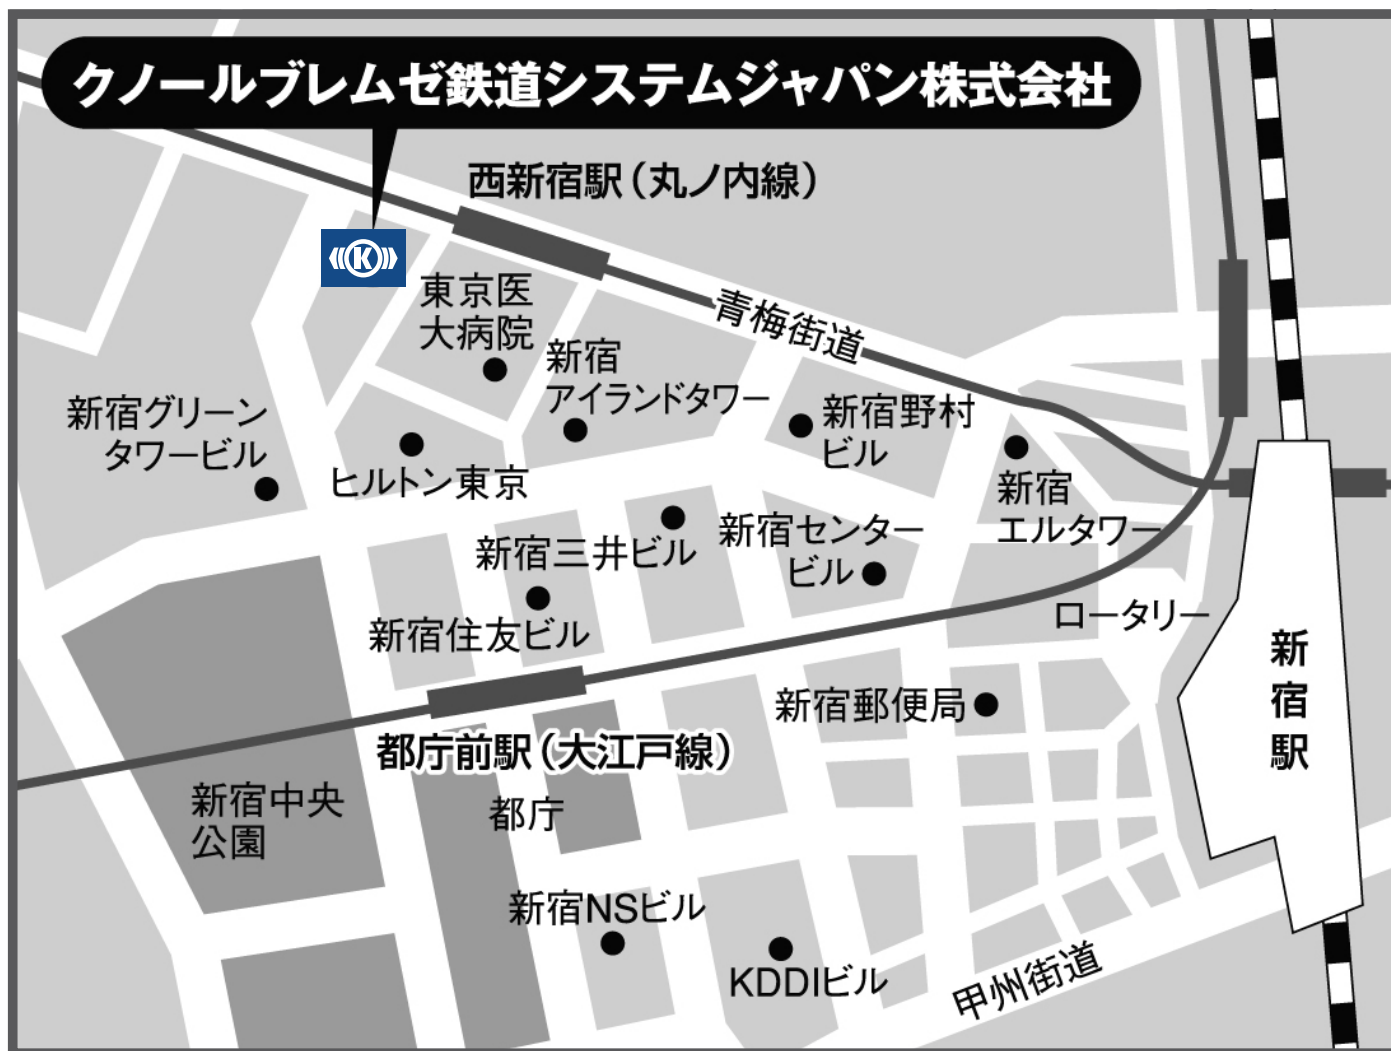 クノールブレムゼ鉄道システムジャパン株式会社
西新宿駅（丸ノ内線）
K
東京医
大病院
青梅街道
新宿
アイランドタワー
新宿グリーン
タワービル
新宿野村
ビル
ヒルトン東京
新宿
エルタワー
新宿三井ビル
新宿センター
ビル
新宿住友ビル
ロータリー
新宿駅
新宿郵便局
都庁前駅（大江戸線）
新宿中央
公園
都庁
新宿NSビル
KDDIビル
甲州街道